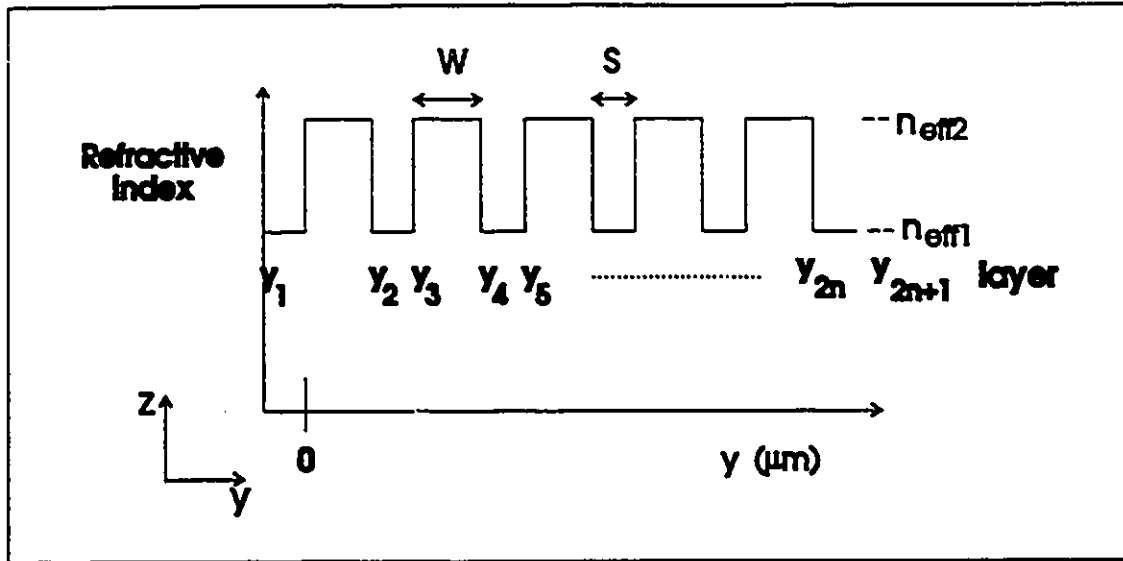 W
S
Refractive
Index
n_eff2
n_eff1
y_1
y_2
y_3
y_4
y_5
y_2n
y_2n+1
layer
z
y
0
y (μm)